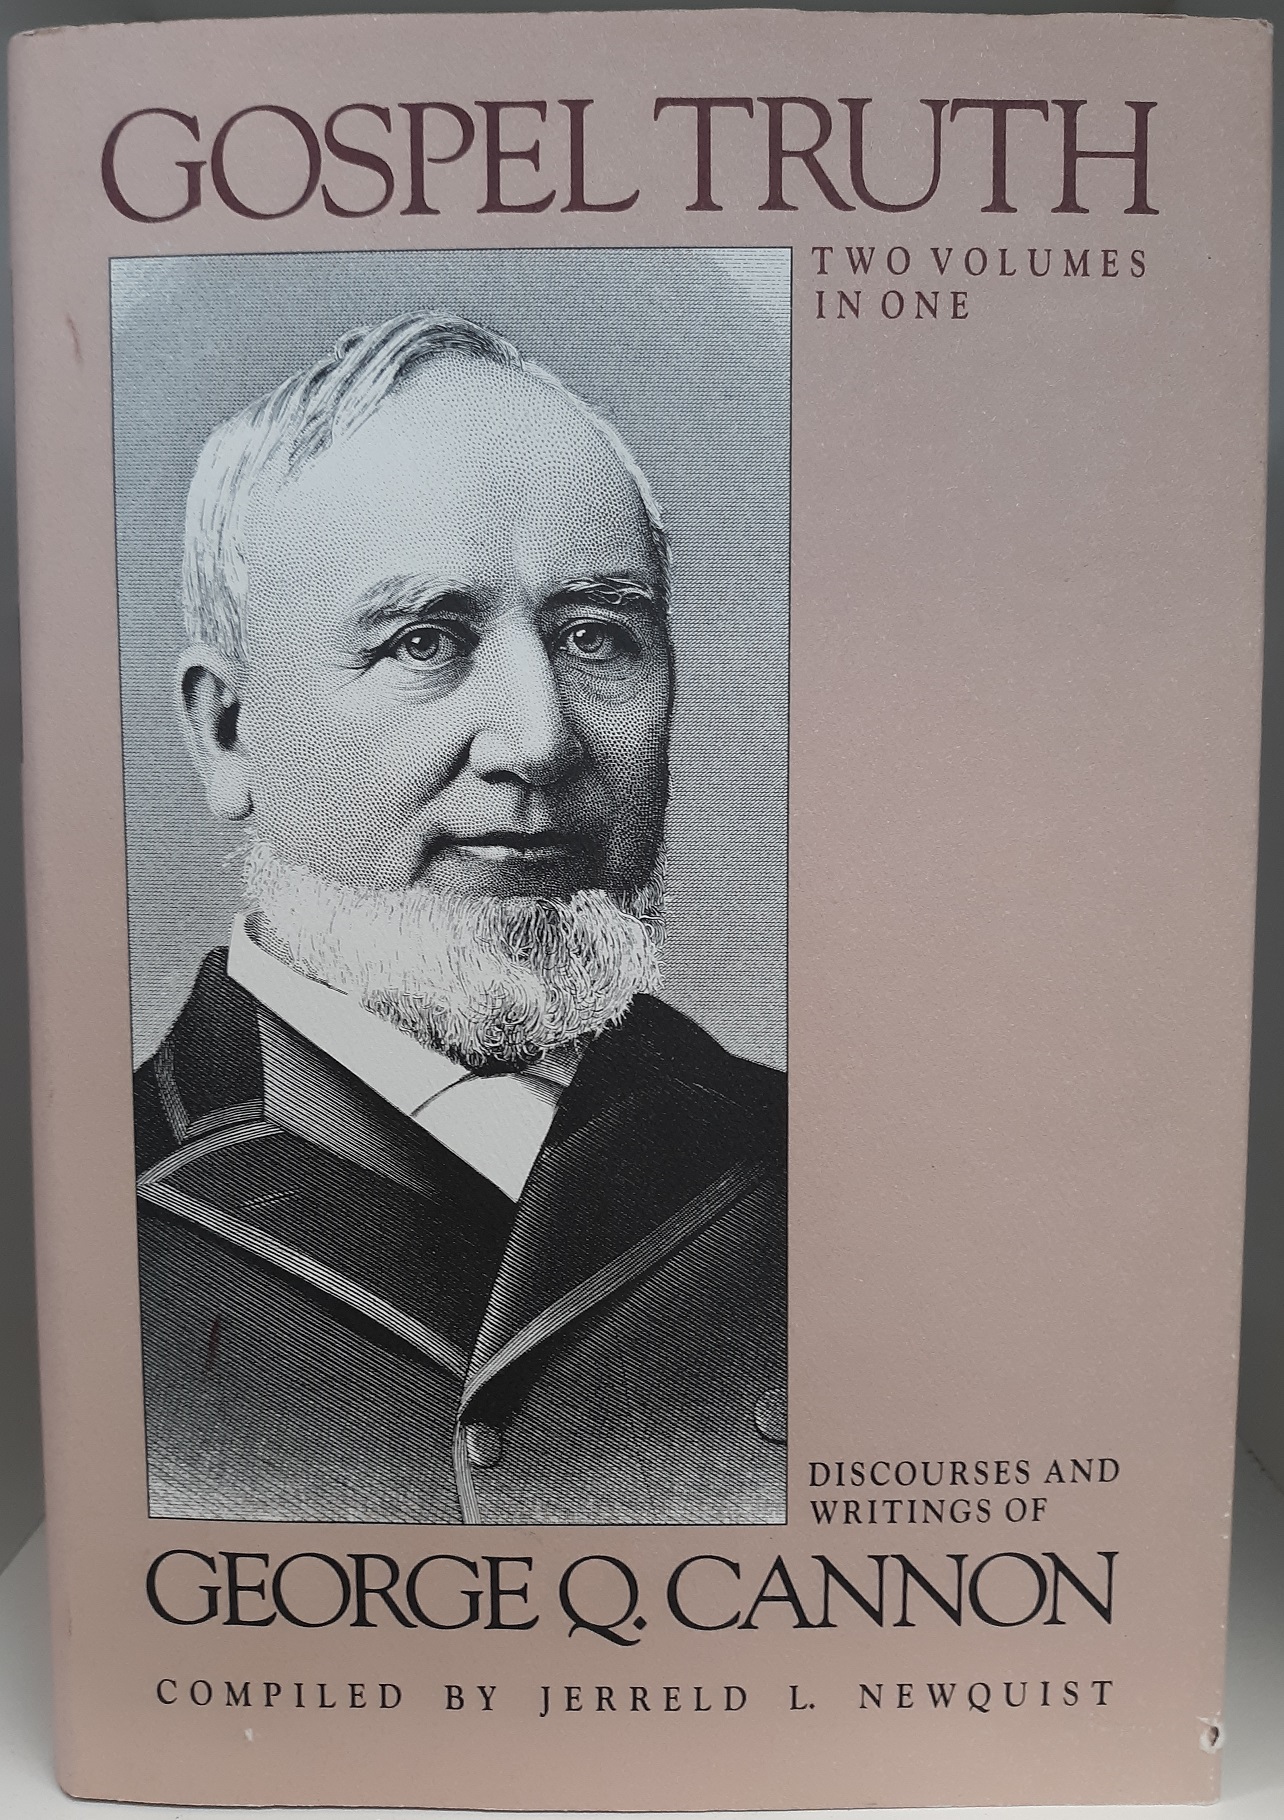 GOSPEL TRUTH
TWO VOLUMES
IN ONE
DISCOURSES AND
WRITINGS OF
GEORGE Q. CANNON
COMPILED BY JERRELD L. NEWQUIST